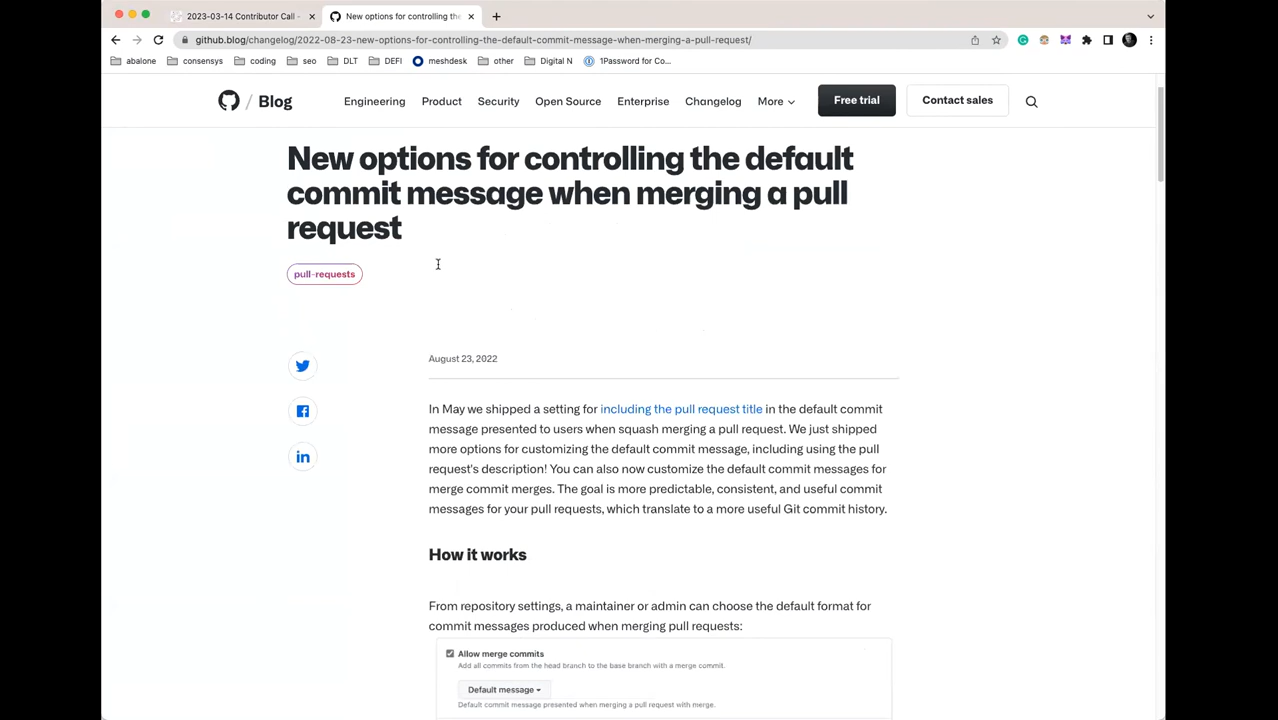 2023-03-14 Contributor Call -
New options for controlling the
github.blog/changelog/2022-08-23-new-options-for-controlling-the-default-commit-message-when-merging-a-pull-request/
abalone consensys coding seo DLT DEFI meshdesk other Digital N 1Password for Co...
/ Blog Engineering Product Security Open Source Enterprise Changelog More Free trial Contact sales
New options for controlling the default
commit message when merging a pull
request
pull-requests
August 23, 2022
In May we shipped a setting for including the pull request title in the default commit
message presented to users when squash merging a pull request. We just shipped
more options for customizing the default commit message, including using the pull
request's description! You can also now customize the default commit messages for
merge commit merges. The goal is more predictable, consistent, and useful commit
messages for your pull requests, which translate to a more useful Git commit history.
How it works
From repository settings, a maintainer or admin can choose the default format for
commit messages produced when merging pull requests:
Allow merge commits
Add all commits from the head branch to the base branch with a merge commit.
Default message
Default commit message presented when merging a pull request with merge.